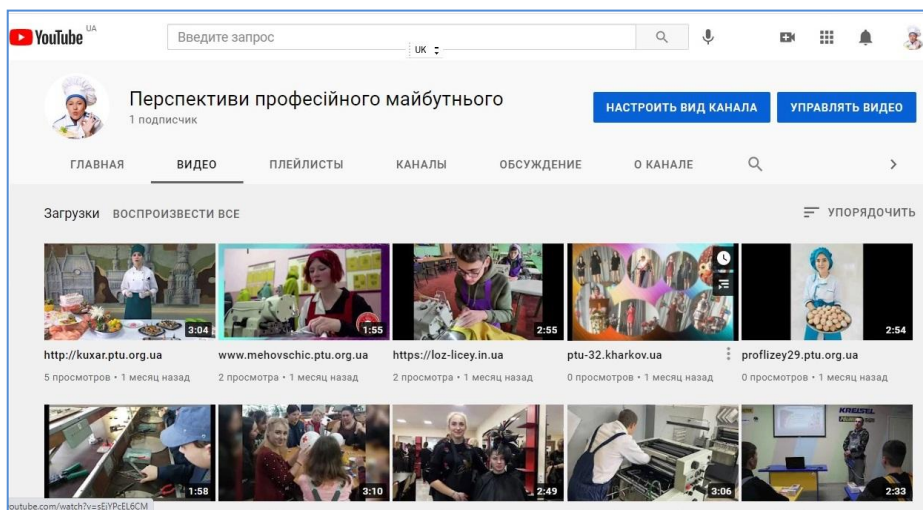 YouTube UA
Введите запрос
UK
Перспективи професійного майбутнього
1 подписчик
НАСТРОИТЬ ВИД КАНАЛА
УПРАВЛЯТЬ ВИДЕО
ГЛАВНАЯ ВИДЕО ПЛЕЙЛИСТЫ КАНАЛЫ ОБСУЖДЕНИЕ О КАНАЛЕ
Загрузки ВОСПРОИЗВЕСТИ ВСЕ УПОРЯДОЧИТЬ
3:04 1:55 2:55 2:54
http://kuxar.ptu.org.ua www.mehovschic.ptu.org.ua https://loz-licey.in.ua ptu-32.kharkov.ua proflizey29.ptu.org.ua
5 просмотров • 1 месяц назад 2 просмотра • 1 месяц назад 2 просмотра • 1 месяц назад 0 просмотров • 1 месяц назад 0 просмотров • 1 месяц назад
KREISEL
1:58 3:10 2:49 3:06 2:33